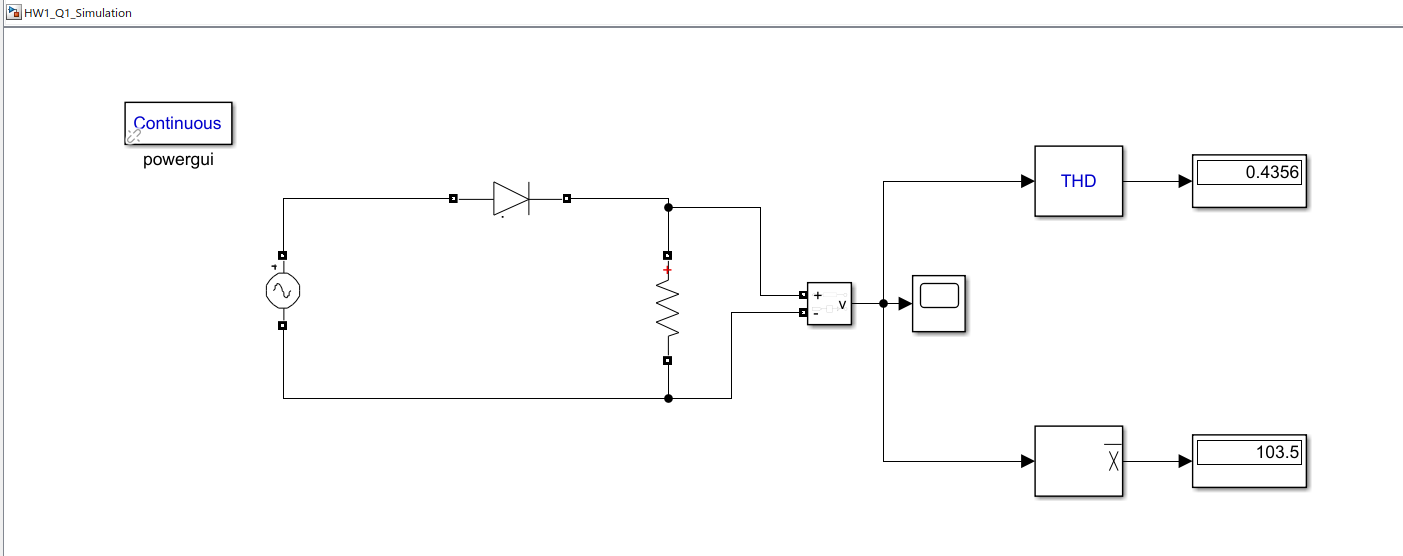 HW1_Q1_Simulation
Continuous
powergui
THD
0.4356
+
+
+
-
v
X
103.5